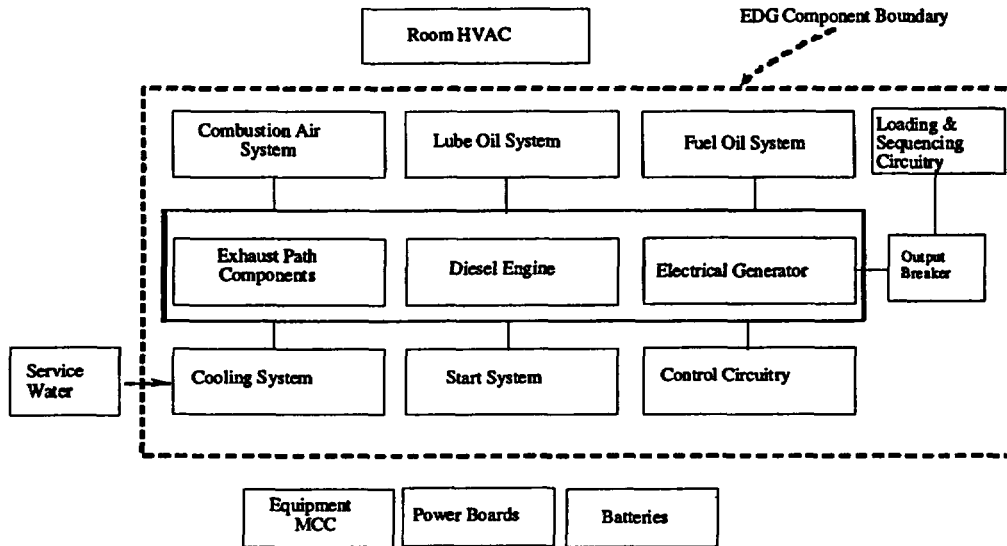 EDG Component Boundary
Room HVAC
Combustion Air
System
Lube Oil System
Fuel Oil System
Loading &
Sequencing
Circuitry
Exhaust Path
Components
Diesel Engine
Electrical Generator
Output
Breaker
Service
Water
Cooling System
Start System
Control Circuitry
Equipment
MCC
Power Boards
Batteries